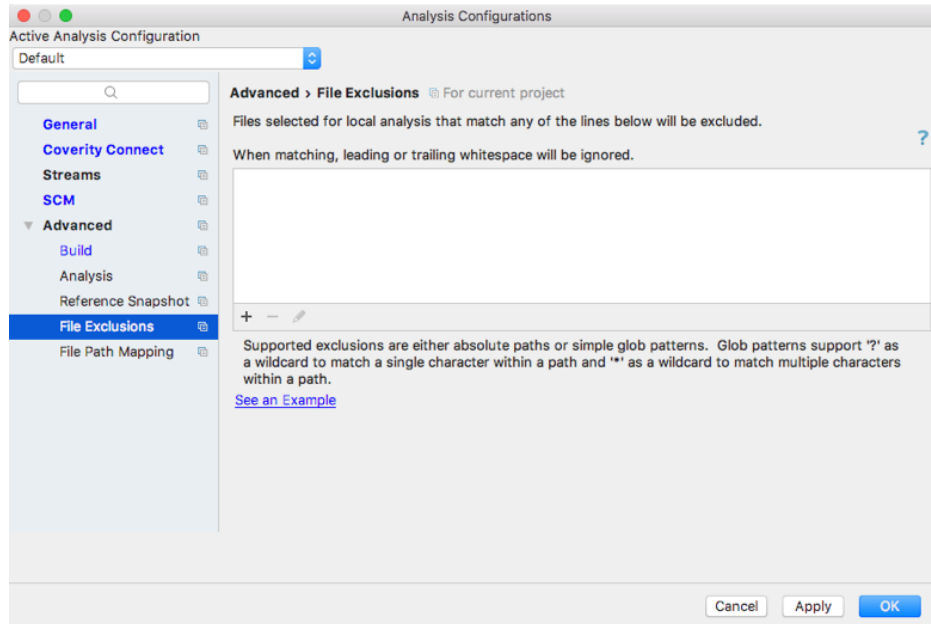 Analysis Configurations
Active Analysis Configuration
Default
General
Coverity Connect
Streams
SCM
Advanced
Build
Analysis
Reference Snapshot
File Exclusions
File Path Mapping
Advanced › File Exclusions For current project
Files selected for local analysis that match any of the lines below will be excluded.
?
When matching, leading or trailing whitespace will be ignored.
Supported exclusions are either absolute paths or simple glob patterns. Glob patterns support '?' as
a wildcard to match a single character within a path and '*' as a wildcard to match multiple characters
within a path.
See an Example
Cancel
Apply
OK